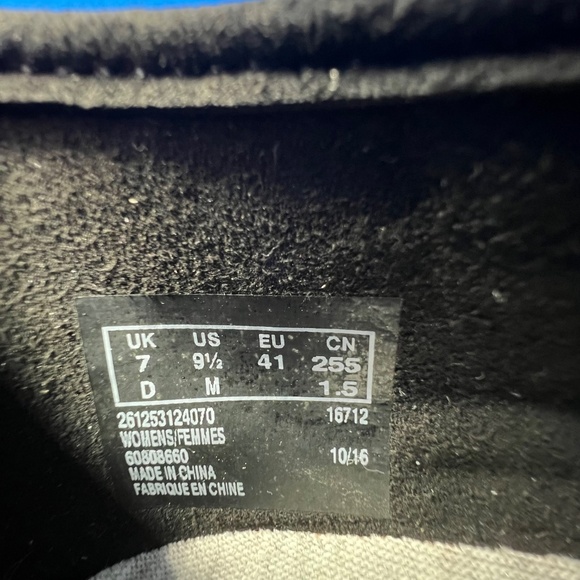 UK US EU CN
7 9½ 41 25S
D M 1.5
261253124070 16712
WOMENS/FEMMES
60808660 10/16
MADE IN CHINA
FABRIQUE EN CHINE